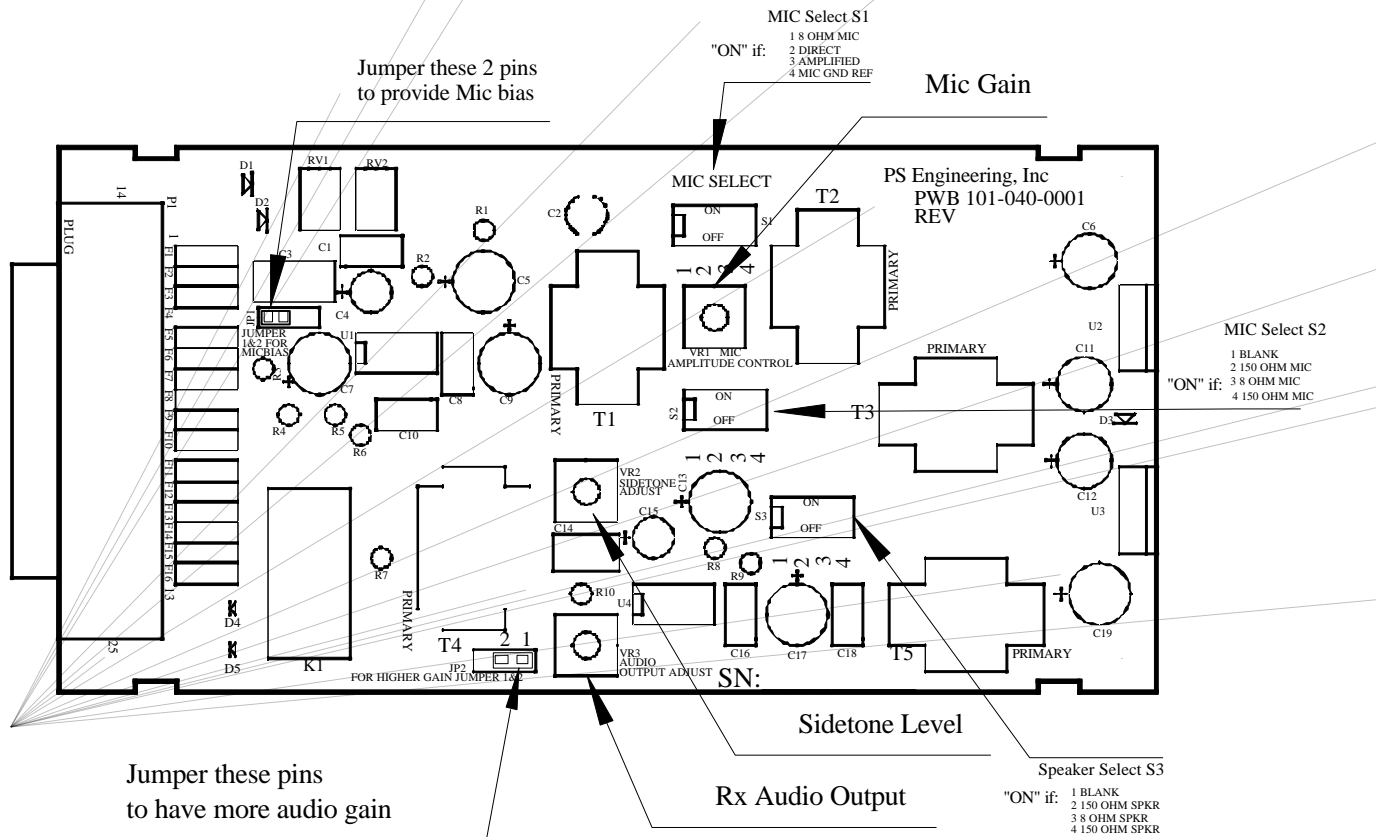 MIC Select S1
"ON" if:
1 8 OHM MIC
2 DIRECT
3 AMPLIFIED
4 MIC GND REF
Jumper these 2 pins
to provide Mic bias
Mic Gain
D1
RV1
RV2
MIC SELECT
PS Engineering, Inc
PWB 101-040-0001
REV
14
P1
D2
R1
C2
ON
OFF
S1
T2
C6
PLUG
1
F1
F2
F3
F4
F5
F6
F7
F8
F9
F10
F11
F12
F13
F14
F15
F16
13
25
C1
C3
R2
C5
C4
1 2 3 4
PRIMARY
JP1
JUMPER
1&2 FOR
MICBIAS
U1
R3
C7
C8
C9
VR1 MIC
AMPLITUDE CONTROL
PRIMARY
U2
C11
MIC Select S2
"ON" if:
1 BLANK
2 150 OHM MIC
3 8 OHM MIC
4 150 OHM MIC
PRIMARY
T1
S2
ON
OFF
T3
D3
R4
R5
R6
C10
1 2 3 4
C13
VR2
SIDETONE
ADJUST
C12
U3
S3
ON
OFF
C14
C15
R8
R9
1 2 3 4
R7
R10
U4
D4
D5
K1
PRIMARY
T4
2 1
JP2
FOR HIGHER GAIN JUMPER 1&2
VR3
AUDIO
OUTPUT ADJUST
C16
C17
C18
T5
PRIMARY
C19
SN:
Sidetone Level
Jumper these pins
to have more audio gain
Rx Audio Output
Speaker Select S3
"ON" if:
1 BLANK
2 150 OHM SPKR
3 8 OHM SPKR
4 150 OHM SPKR